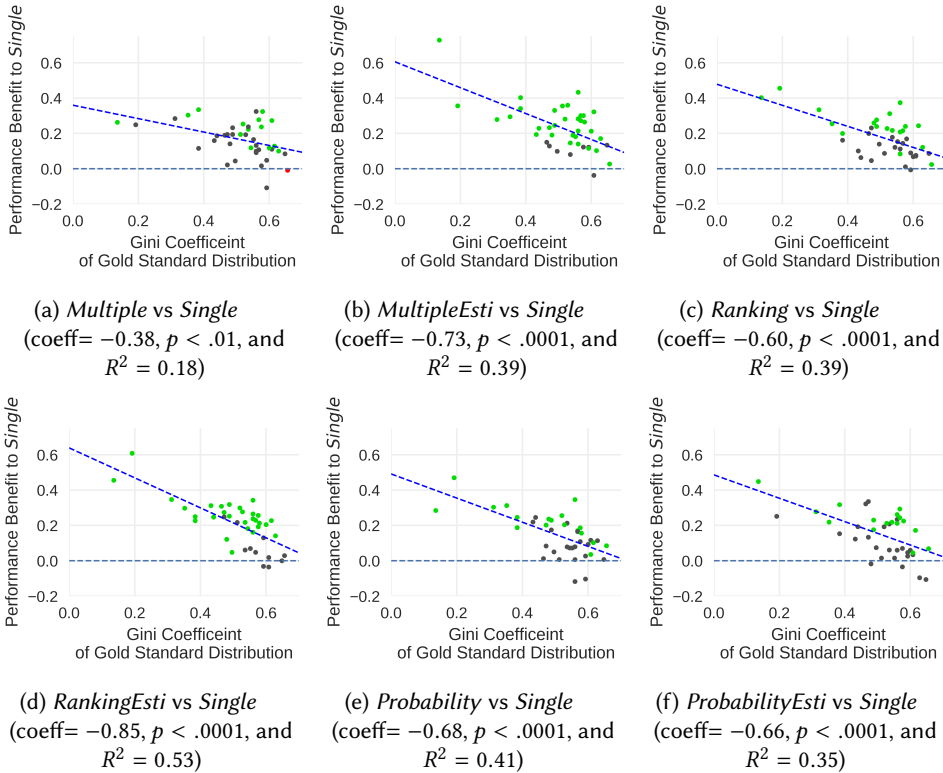 Performance Benefit to Single
0.6
0.4
0.2
0.0
−0.2
0.0 0.2 0.4 0.6
Gini Coefficeint
of Gold Standard Distribution
(a) Multiple vs Single
(coeff= −0.38, p < .01, and
R² = 0.18)
Performance Benefit to Single
0.6
0.4
0.2
0.0
−0.2
0.0 0.2 0.4 0.6
Gini Coefficeint
of Gold Standard Distribution
(b) MultipleEsti vs Single
(coeff= −0.73, p < .0001, and
R² = 0.39)
Performance Benefit to Single
0.6
0.4
0.2
0.0
−0.2
0.0 0.2 0.4 0.6
Gini Coefficeint
of Gold Standard Distribution
(c) Ranking vs Single
(coeff= −0.60, p < .0001, and
R² = 0.39)
Performance Benefit to Single
0.6
0.4
0.2
0.0
−0.2
0.0 0.2 0.4 0.6
Gini Coefficeint
of Gold Standard Distribution
(d) RankingEsti vs Single
(coeff= −0.85, p < .0001, and
R² = 0.53)
Performance Benefit to Single
0.6
0.4
0.2
0.0
−0.2
0.0 0.2 0.4 0.6
Gini Coefficeint
of Gold Standard Distribution
(e) Probability vs Single
(coeff= −0.68, p < .0001, and
R² = 0.41)
Performance Benefit to Single
0.6
0.4
0.2
0.0
−0.2
0.0 0.2 0.4 0.6
Gini Coefficeint
of Gold Standard Distribution
(f) ProbabilityEsti vs Single
(coeff= −0.66, p < .0001, and
R² = 0.35)